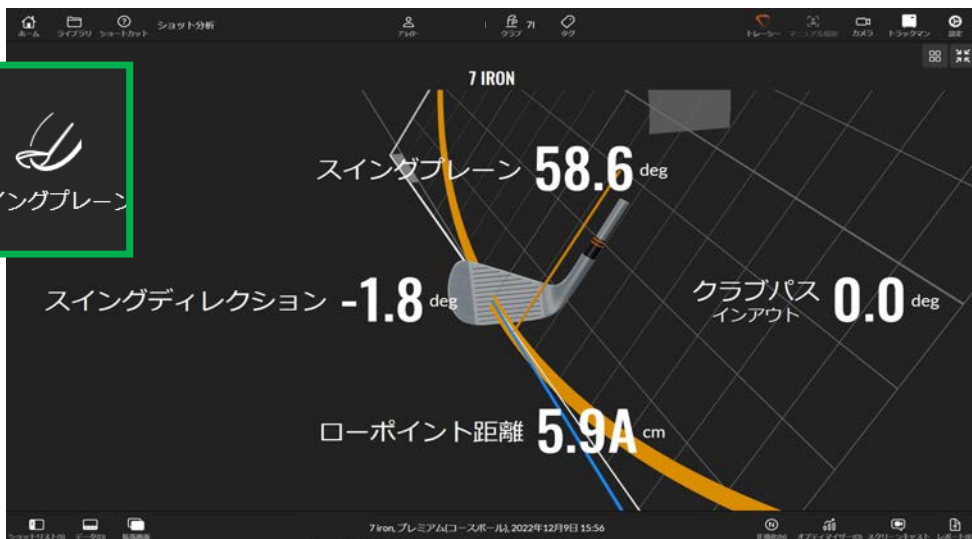 ホーム
ライブラリ
ショートカット
ショット分析
プレイヤー
7I
クラブ
タグ
トレーサー
カメラ
トラックマン
設定
7 IRON
イングプレーン
スイングプレーン 58.6 deg
スイングディレクション -1.8 deg
クラブパス 0.0 deg
インアウト
ローポイント距離 5.9A cm
7 iron, プレミアム(コースボール), 2022年12月9日 15:56